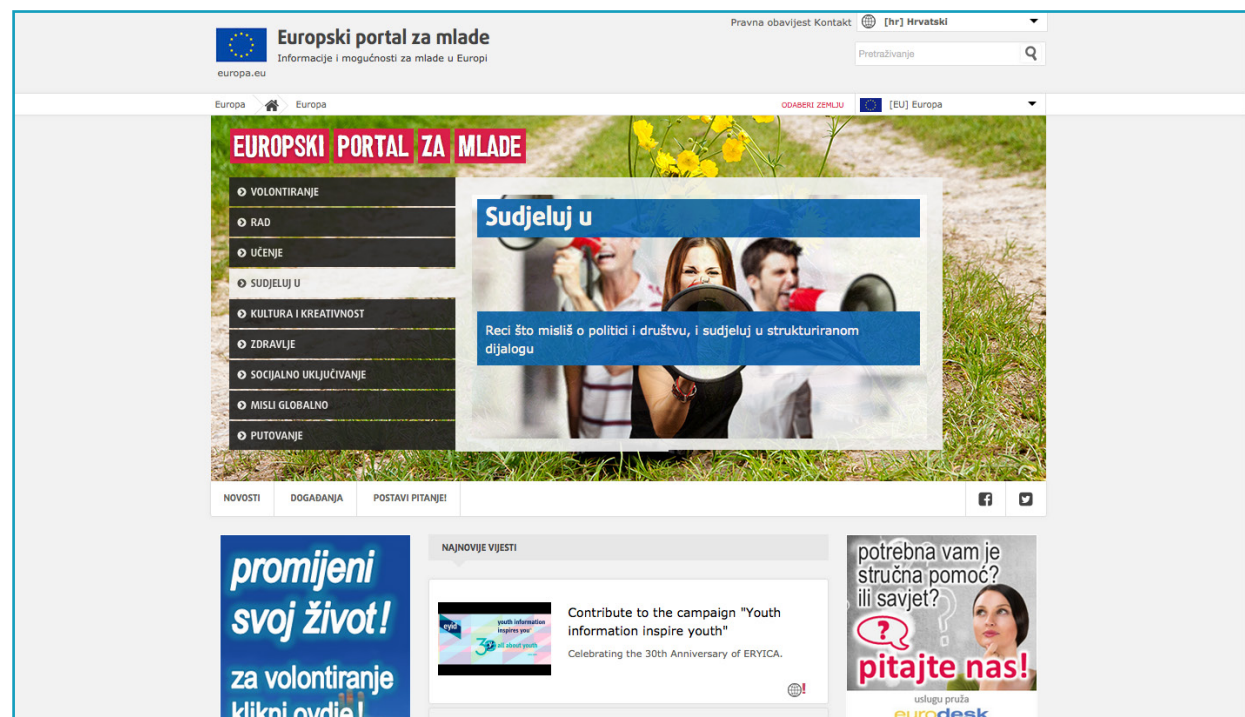 Pravna obavijest Kontakt
[hr] Hrvatski
Europski portal za mlade
Informacije i mogućnosti za mlade u Europi
europa.eu
Pretraživanje
Europa
Europa
ODABERI ZEMLJU
[EU] Europa
EUROPSKI PORTAL ZA MLADE
VOLONTIRANJE
RAD
UČENJE
SUDJELUJ U
KULTURA I KREATIVNOST
ZDRAVLJE
SOCIJALNO UKLJUČIVANJE
MISLI GLOBALNO
PUTOVANJE
Sudjeluj u
Reci što misliš o politici i društvu, i sudjeluj u strukturiranom
dijalogu
NOVOSTI
DOGAĐANJA
POSTAVI PITANJE!
promijeni
svoj život!
za volontiranje
klikni ovdje!
NAJNOVIJE VIJESTI
eyid
youth information
inspires you
30
all about youth
Contribute to the campaign "Youth
information inspire youth"
Celebrating the 30th Anniversary of ERYICA.
potrebna vam je
stručna pomoć?
ili savjet?
?
pitajte nas!
uslugu pruža
eurodesk